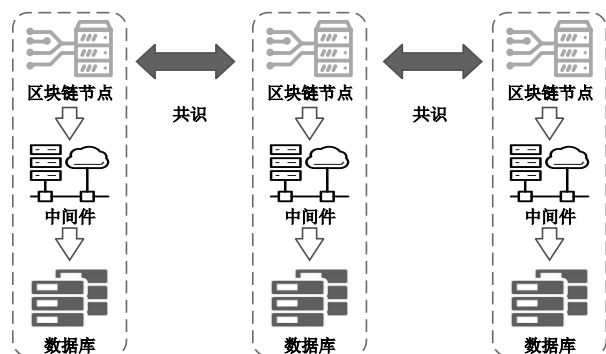 区块链节点
区块链节点
区块链节点
共识
共识
中间件
中间件
中间件
数据库
数据库
数据库